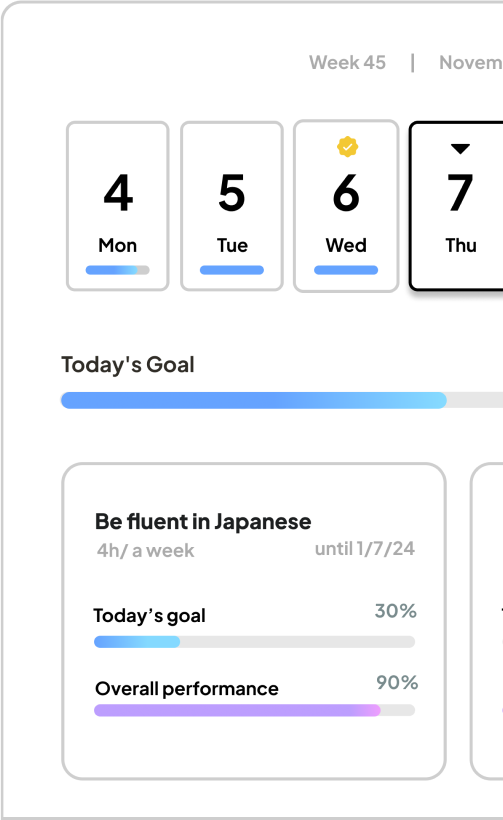 Week 45 | Novem
4 5 6 7
Mon Tue Wed Thu
Today's Goal
Be fluent in Japanese
4h/ a week until 1/7/24
Today’s goal 30%
Overall performance 90%